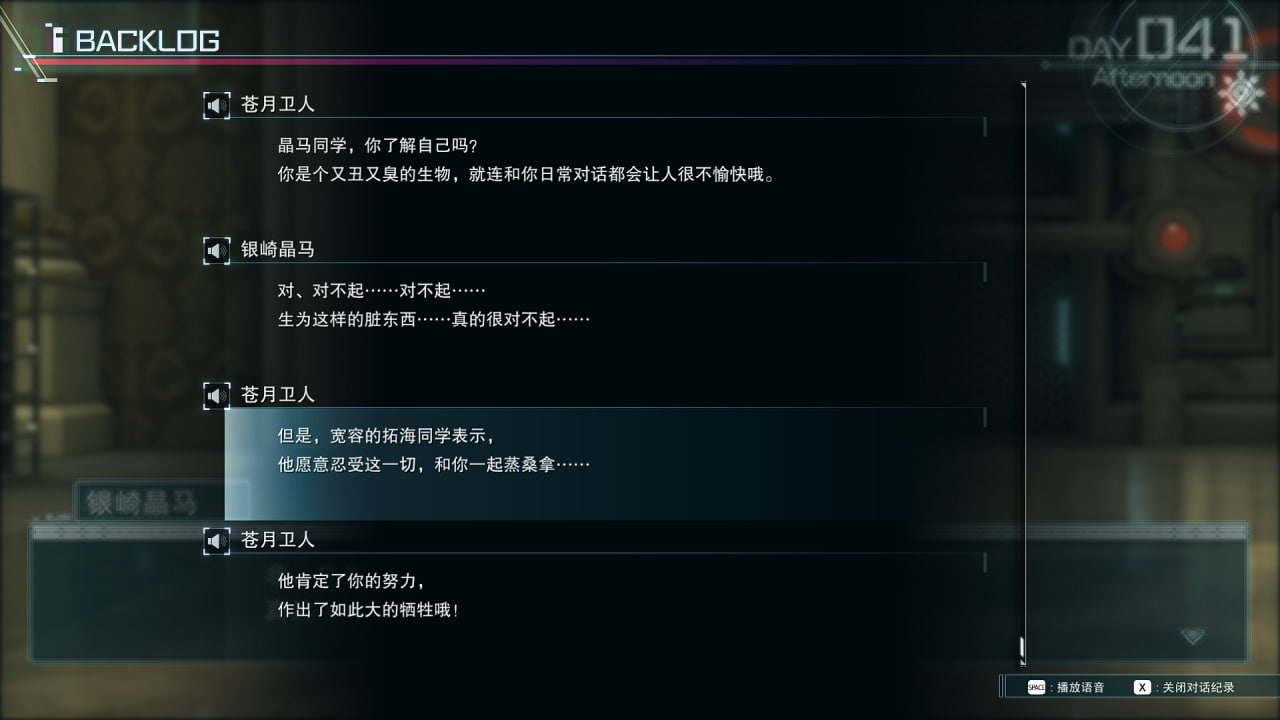 BACKLOG
DAY 041
Afternoon
苍月卫人
晶马同学，你了解自己吗？
你是个又丑又臭的生物，就连和你日常对话都会让人很不愉快哦。
银崎晶马
对、对不起……对不起……
生为这样的脏东西……真的很对不起……
苍月卫人
但是，宽容的拓海同学表示，
他愿意忍受这一切，和你一起蒸桑拿……
银崎晶马
苍月卫人
他肯定了你的努力，
作出了如此大的牺牲哦！
SPACE：播放语音 X：关闭对话纪录